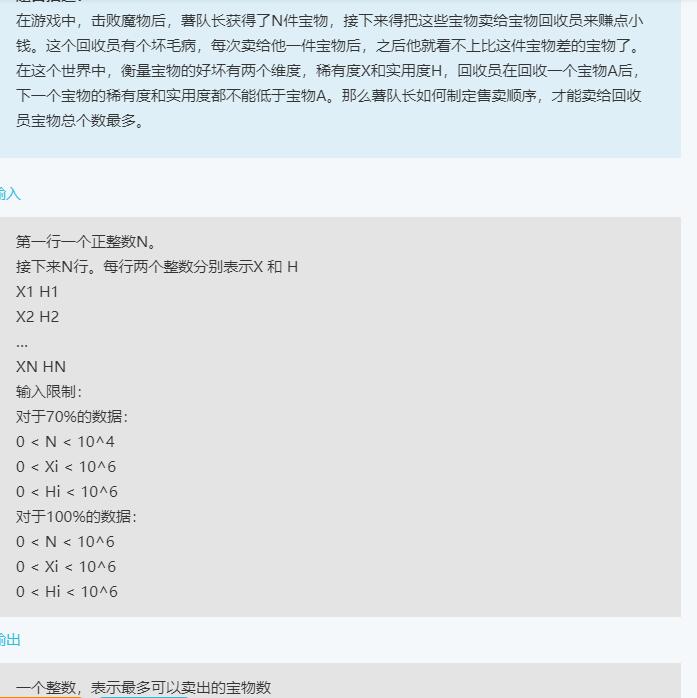 在游戏中，击败魔物后，薯队长获得了N件宝物，接下来得把这些宝物卖给宝物回收员来赚点小
钱。这个回收员有个坏毛病，每次卖给他一件宝物后，之后他就看不上比这件宝物差的宝物了。
在这个世界中，衡量宝物的好坏有两个维度，稀有度X和实用度H，回收员在回收一个宝物A后，
下一个宝物的稀有度和实用度都不能低于宝物A。那么薯队长如何制定售卖顺序，才能卖给回收
员宝物总个数最多。
输入
第一行一个正整数N。
接下来N行。每行两个整数分别表示X 和 H
X1 H1
X2 H2
...
XN HN
输入限制：
对于70%的数据：
0 < N < 10^4
0 < Xi < 10^6
0 < Hi < 10^6
对于100%的数据：
0 < N < 10^6
0 < Xi < 10^6
0 < Hi < 10^6
输出
一个整数，表示最多可以卖出的宝物数